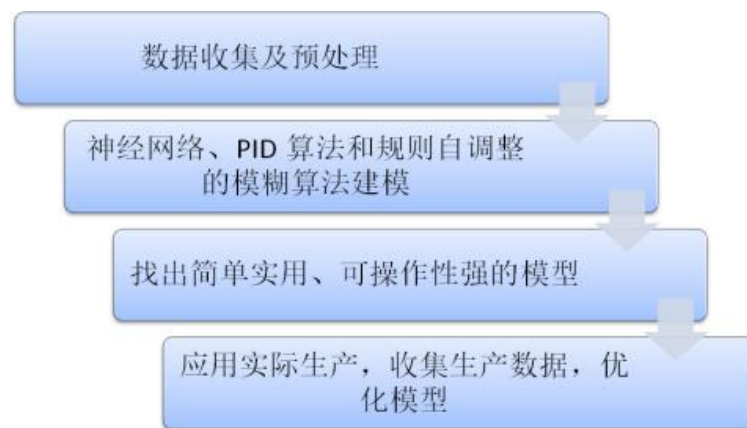 数据收集及预处理
神经网络、PID 算法和规则自调整
的模糊算法建模
找出简单实用、可操作性强的模型
应用实际生产，收集生产数据，优
化模型